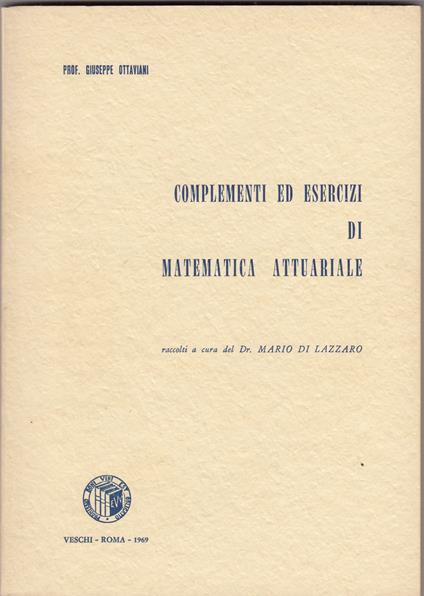 PROF. GIUSEPPE OTTAVIANI
COMPLEMENTI ED ESERCIZI
DI
MATEMATICA ATTUARIALE
raccolti a cura del Dr. MARIO DI LAZZARO
VESCHI - ROMA - 1969